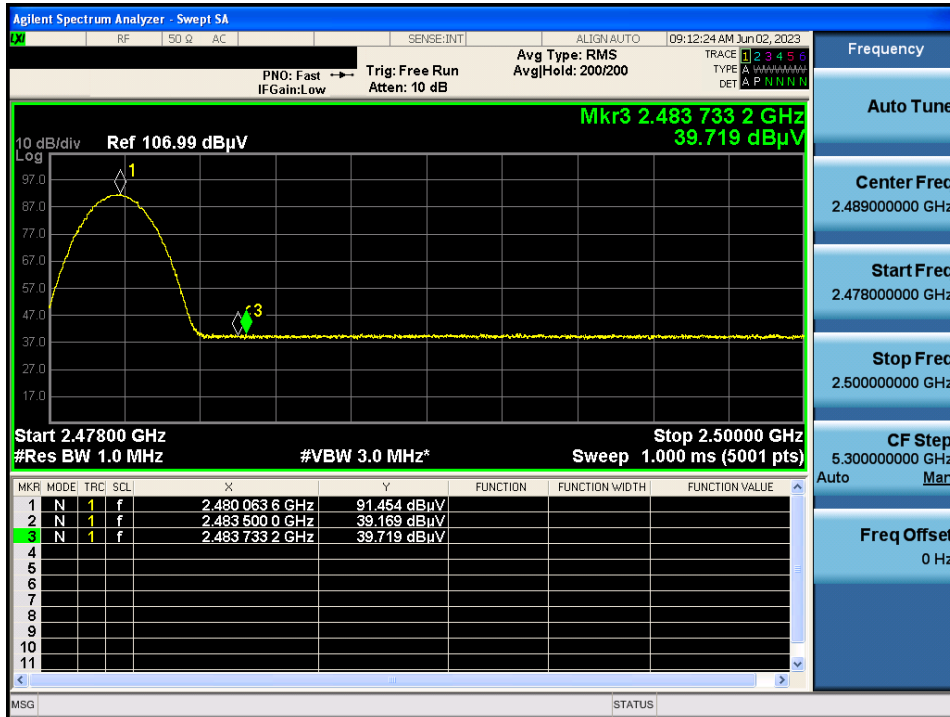 Agilent Spectrum Analyzer - Swept SA
LXI RF 50 Ω AC SENSE:INT ALIGN AUTO 09:12:24 AM Jun 02, 2023
Frequency
PNO: Fast Trig: Free Run Avg Type: RMS TRACE 1 2 3 4 5 6
IFGain:Low Atten: 10 dB Avg|Hold: 200/200 TYPE A
DET A P N N N N
Auto Tune
Mkr3 2.483 733 2 GHz
39.719 dBµV
10 dB/div Ref 106.99 dBµV
Log
97.0
87.0
77.0
67.0
57.0
47.0
37.0
27.0
17.0
1
3
Center Freq
2.489000000 GHz
Start Freq
2.478000000 GHz
Stop Freq
2.500000000 GHz
Start 2.47800 GHz Stop 2.50000 GHz
#Res BW 1.0 MHz #VBW 3.0 MHz* Sweep 1.000 ms (5001 pts)
CF Step
5.300000000 GHz
Auto Man
MKR MODE TRC SCL X Y FUNCTION FUNCTION WIDTH FUNCTION VALUE
1 N 1 f 2.480 063 6 GHz 91.454 dBµV
2 N 1 f 2.483 500 0 GHz 39.169 dBµV
3 N 1 f 2.483 733 2 GHz 39.719 dBµV
4
5
6
7
8
9
10
11
Freq Offset
0 Hz
MSG STATUS